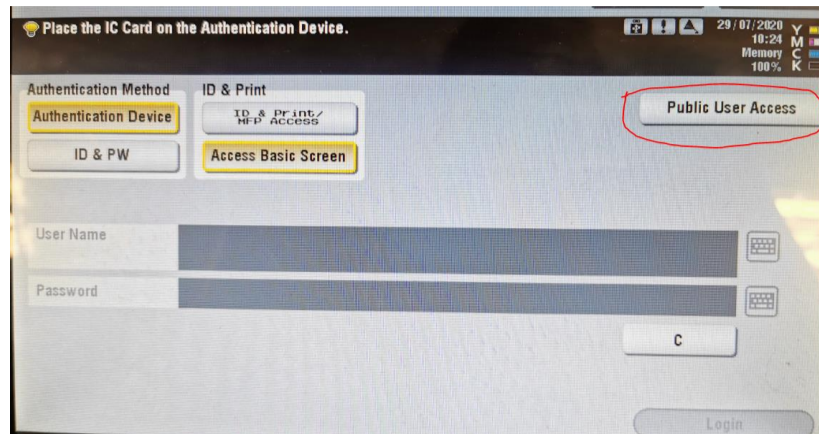 Place the IC Card on the Authentication Device.
29/07/2020
10:24
Memory
100%
Y
M
C
K
Authentication Method
ID & Print
Authentication Device
ID & Print/
MFP Access
Public User Access
ID & PW
Access Basic Screen
User Name
Password
C
Login